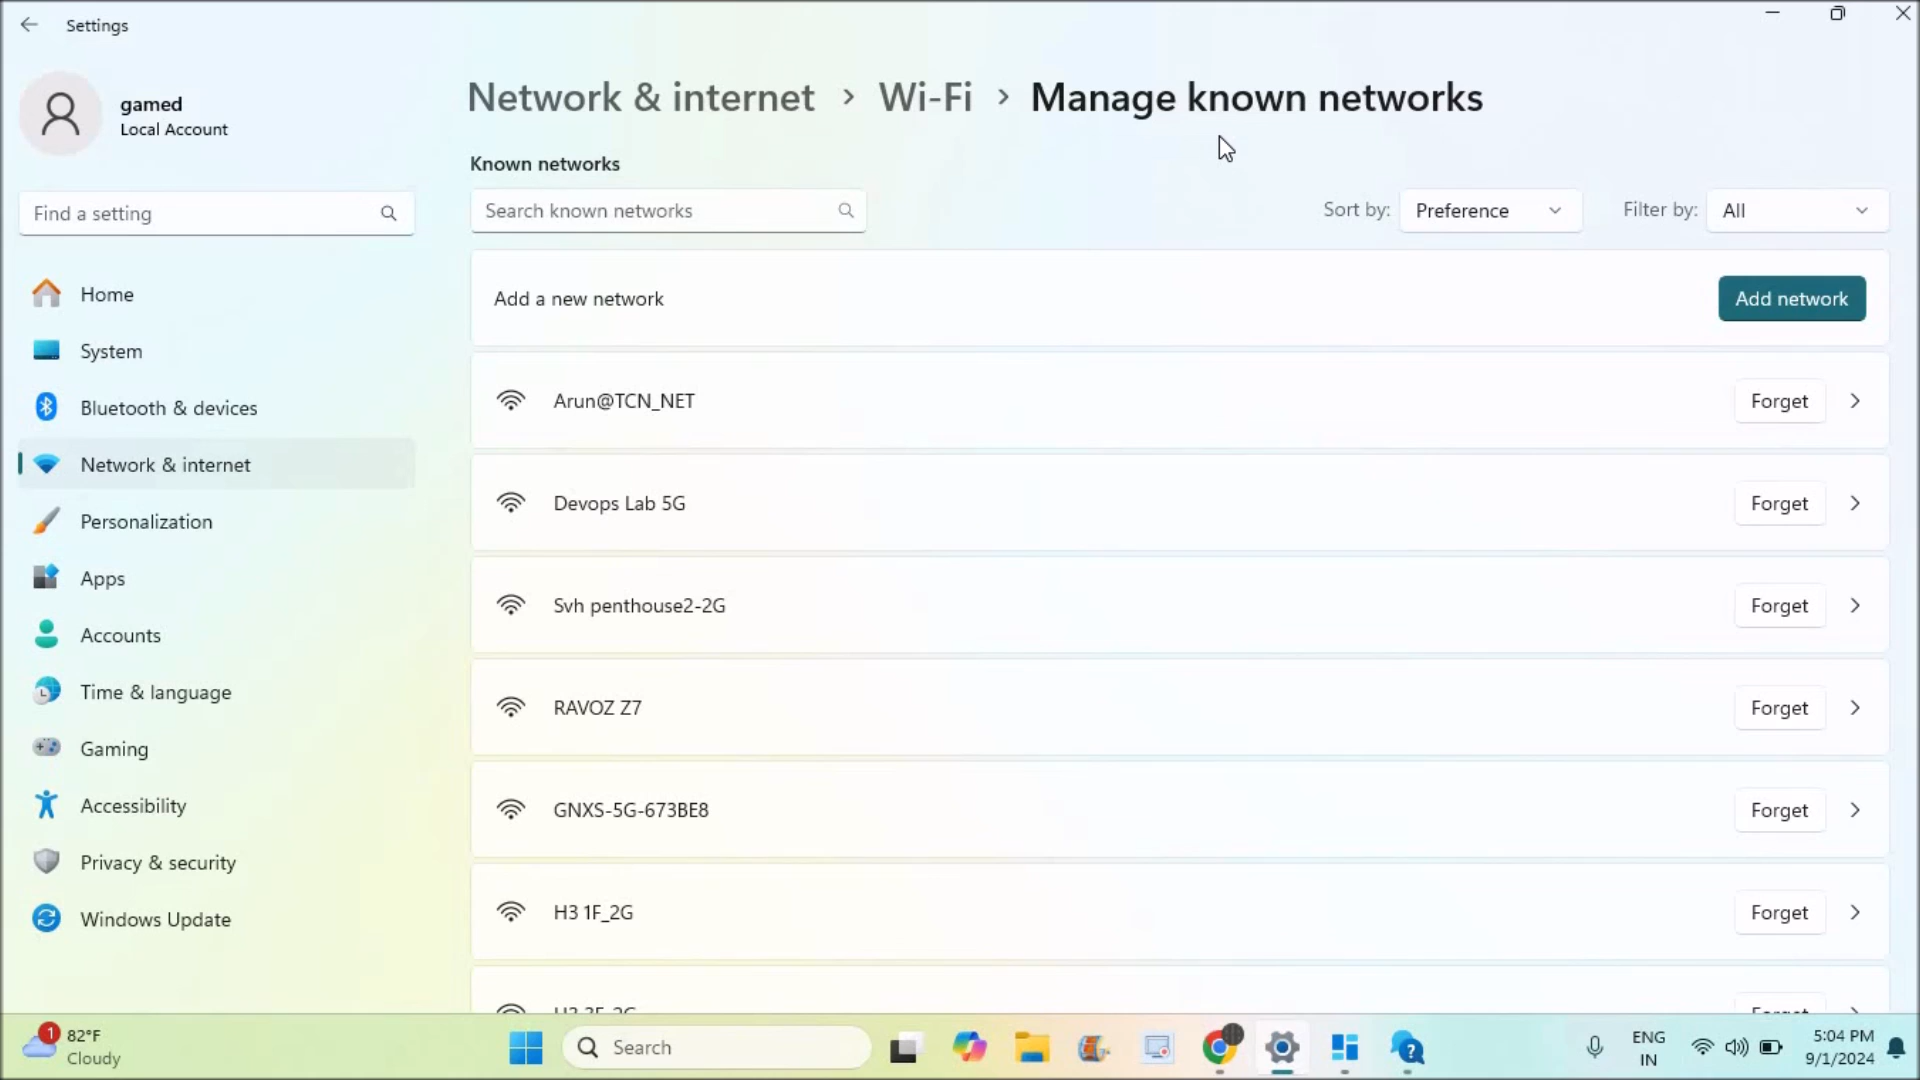 Settings
gamed
Local Account
Find a setting
Home
System
Bluetooth & devices
Network & internet
Personalization
Apps
Accounts
Time & language
Gaming
Accessibility
Privacy & security
Windows Update
Network & internet > Wi-Fi > Manage known networks
Known networks
Search known networks
Sort by: Preference
Filter by: All
Add a new network Add network
Arun@TCN_NET Forget
Devops Lab 5G Forget
Svh penthouse2-2G Forget
RAVOZ Z7 Forget
GNXS-5G-673BE8 Forget
H3 1F_2G Forget
1
82°F
Cloudy
Search
ENG
IN
5:04 PM
9/1/2024